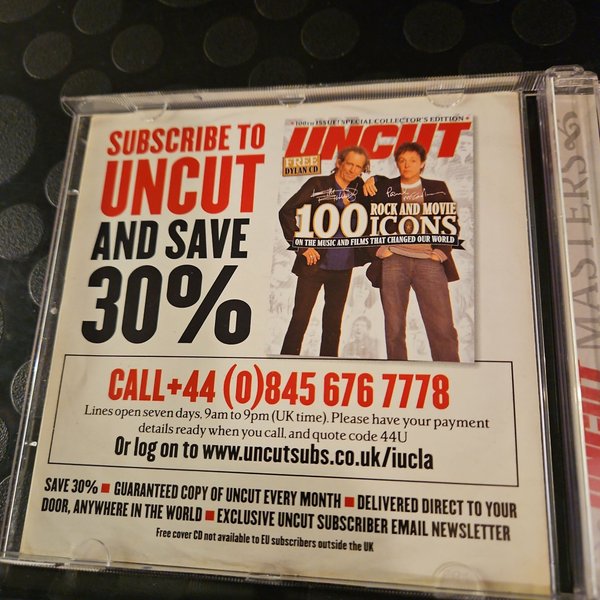 SUBSCRIBE TO
UNCUT
AND SAVE
30%
• 100TH ISSUE! SPECIAL COLLECTOR'S EDITION •
UNCUT
FREE
DYLAN CD
100 ROCK AND MOVIE
ICONS
ON THE MUSIC AND FILMS THAT CHANGED OUR WORLD
CALL+44 (0)845 676 7778
Lines open seven days, 9am to 9pm (UK time). Please have your payment
details ready when you call, and quote code 44U
Or log on to www.uncutsubs.co.uk/iucla
SAVE 30% ■ GUARANTEED COPY OF UNCUT EVERY MONTH ■ DELIVERED DIRECT TO YOUR
DOOR, ANYWHERE IN THE WORLD ■ EXCLUSIVE UNCUT SUBSCRIBER EMAIL NEWSLETTER
Free cover CD not available to EU subscribers outside the UK
MASTERS